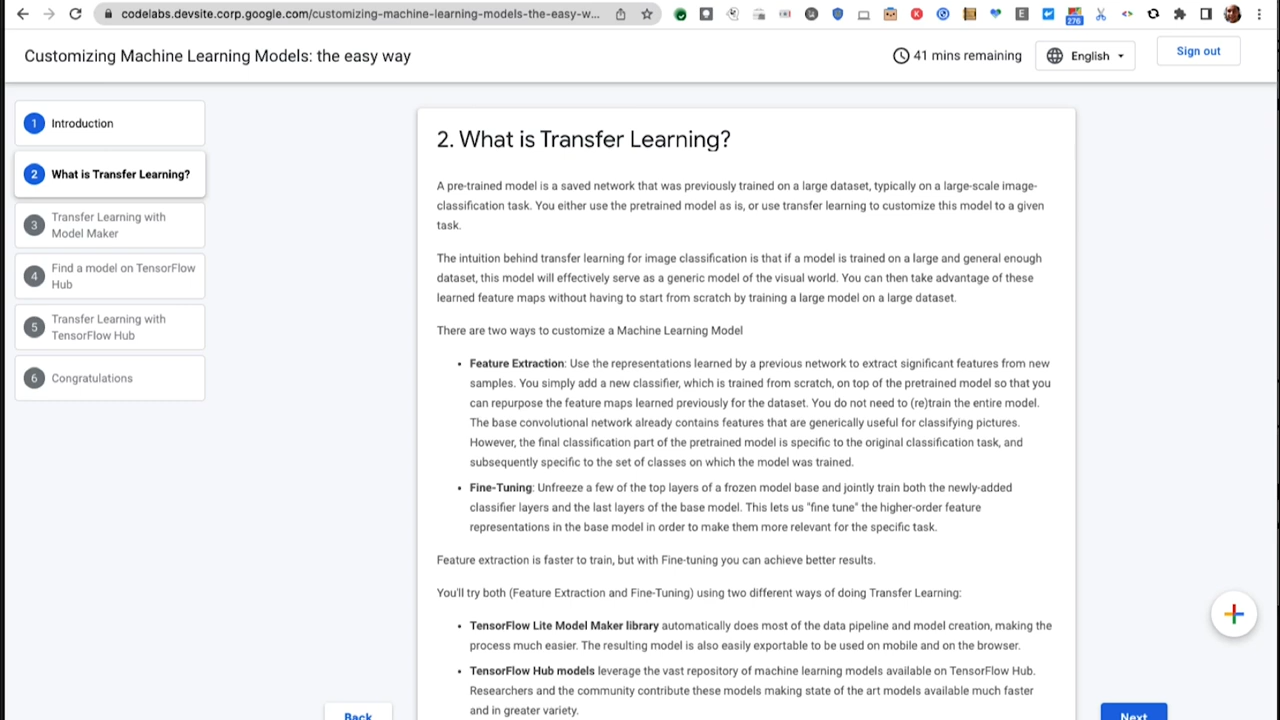 codelabs.devsite.corp.google.com/customizing-machine-learning-models-the-easy-w...
276
Customizing Machine Learning Models: the easy way
41 mins remaining
English
Sign out
1 Introduction
2 What is Transfer Learning?
3 Transfer Learning with
Model Maker
4 Find a model on TensorFlow
Hub
5 Transfer Learning with
TensorFlow Hub
6 Congratulations
2. What is Transfer Learning?
A pre-trained model is a saved network that was previously trained on a large dataset, typically on a large-scale image-
classification task. You either use the pretrained model as is, or use transfer learning to customize this model to a given
task.
The intuition behind transfer learning for image classification is that if a model is trained on a large and general enough
dataset, this model will effectively serve as a generic model of the visual world. You can then take advantage of these
learned feature maps without having to start from scratch by training a large model on a large dataset.
There are two ways to customize a Machine Learning Model
• Feature Extraction: Use the representations learned by a previous network to extract significant features from new
samples. You simply add a new classifier, which is trained from scratch, on top of the pretrained model so that you
can repurpose the feature maps learned previously for the dataset. You do not need to (re)train the entire model.
The base convolutional network already contains features that are generically useful for classifying pictures.
However, the final classification part of the pretrained model is specific to the original classification task, and
subsequently specific to the set of classes on which the model was trained.
• Fine-Tuning: Unfreeze a few of the top layers of a frozen model base and jointly train both the newly-added
classifier layers and the last layers of the base model. This lets us "fine tune" the higher-order feature
representations in the base model in order to make them more relevant for the specific task.
Feature extraction is faster to train, but with Fine-tuning you can achieve better results.
You'll try both (Feature Extraction and Fine-Tuning) using two different ways of doing Transfer Learning:
• TensorFlow Lite Model Maker library automatically does most of the data pipeline and model creation, making the
process much easier. The resulting model is also easily exportable to be used on mobile and on the browser.
• TensorFlow Hub models leverage the vast repository of machine learning models available on TensorFlow Hub.
Researchers and the community contribute these models making state of the art models available much faster
and in greater variety.
Back
Next